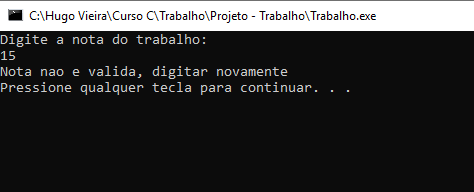 C:\Hugo Vieira\Curso C\Trabalho\Projeto - Trabalho\Trabalho.exe
Digite a nota do trabalho:
15
Nota nao e valida, digitar novamente
Pressione qualquer tecla para continuar. . .